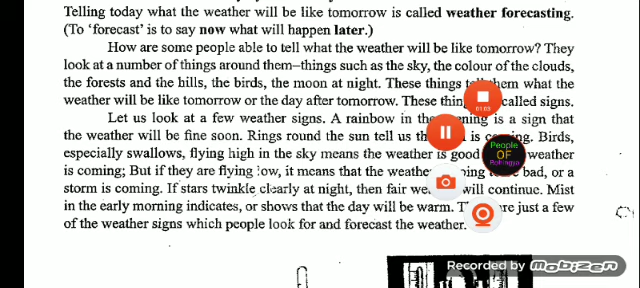 Telling today what the weather will be like tomorrow is called weather forecasting.
(To ‘forecast’ is to say now what will happen later.)
How are some people able to tell what the weather will be like tomorrow? They
look at a number of things around them–things such as the sky, the colour of the clouds,
the forests and the hills, the birds, the moon at night. These things them what the
weather will be like tomorrow or the day after tomorrow. These called signs.
Let us look at a few weather signs. A rainbow in the is a sign that
the weather will be fine soon. Rings round the sun tell us is Birds,
especially swallows, flying high in the sky means the weather is good weather
is coming; But if they are flying low, it means that the bad, or a
storm is coming. If stars twinkle clearly at night, then fair will continue. Mist
in the early morning indicates, or shows that the day will be warm. just a few
of the weather signs which people look for and forecast the weather.
01:03
People
OF
Rohingya
Recorded by mobizen